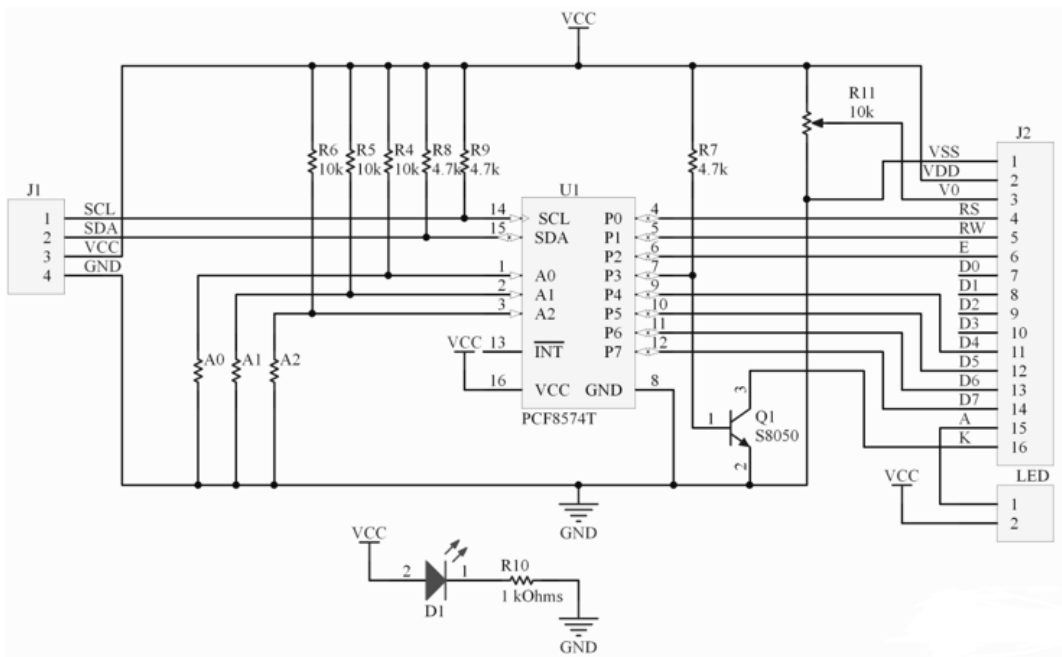 VCC
R11
10k
J2
R6
10k
R5
10k
R4
10k
R8
4.7k
R9
4.7k
R7
4.7k
VSS 1
VDD 2
V0 3
RS 4
RW 5
E 6
D0 7
D1 8
D2 9
D3 10
D4 11
D5 12
D6 13
D7 14
A 15
K 16
J1
1 SCL
2 SDA
3 VCC
4 GND
U1
14 SCL P0 4
15 SDA P1 5
P2 6
1 A0 P3 7
2 A1 P4 9
3 A2 P5 10
P6 11
VCC 13 INT P7 12
16 VCC GND 8
PCF8574T
A0 A1 A2
3
1 Q1
S8050
2
LED
VCC
1
2
GND
VCC
2 1
D1
R10
1 kOhms
GND